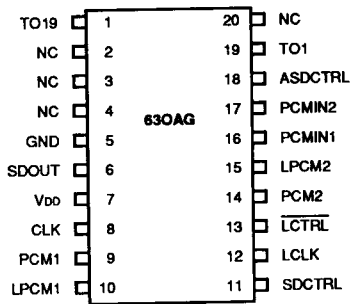 TO19 1 20 NC
NC 2 19 TO1
NC 3 18 ASDCTRL
NC 4 17 PCMIN2
63OAG
GND 5 16 PCMIN1
SDOUT 6 15 LPCM2
VDD 7 14 PCM2
CLK 8 13 LCTRL
PCM1 9 12 LCLK
LPCM1 10 11 SDCTRL